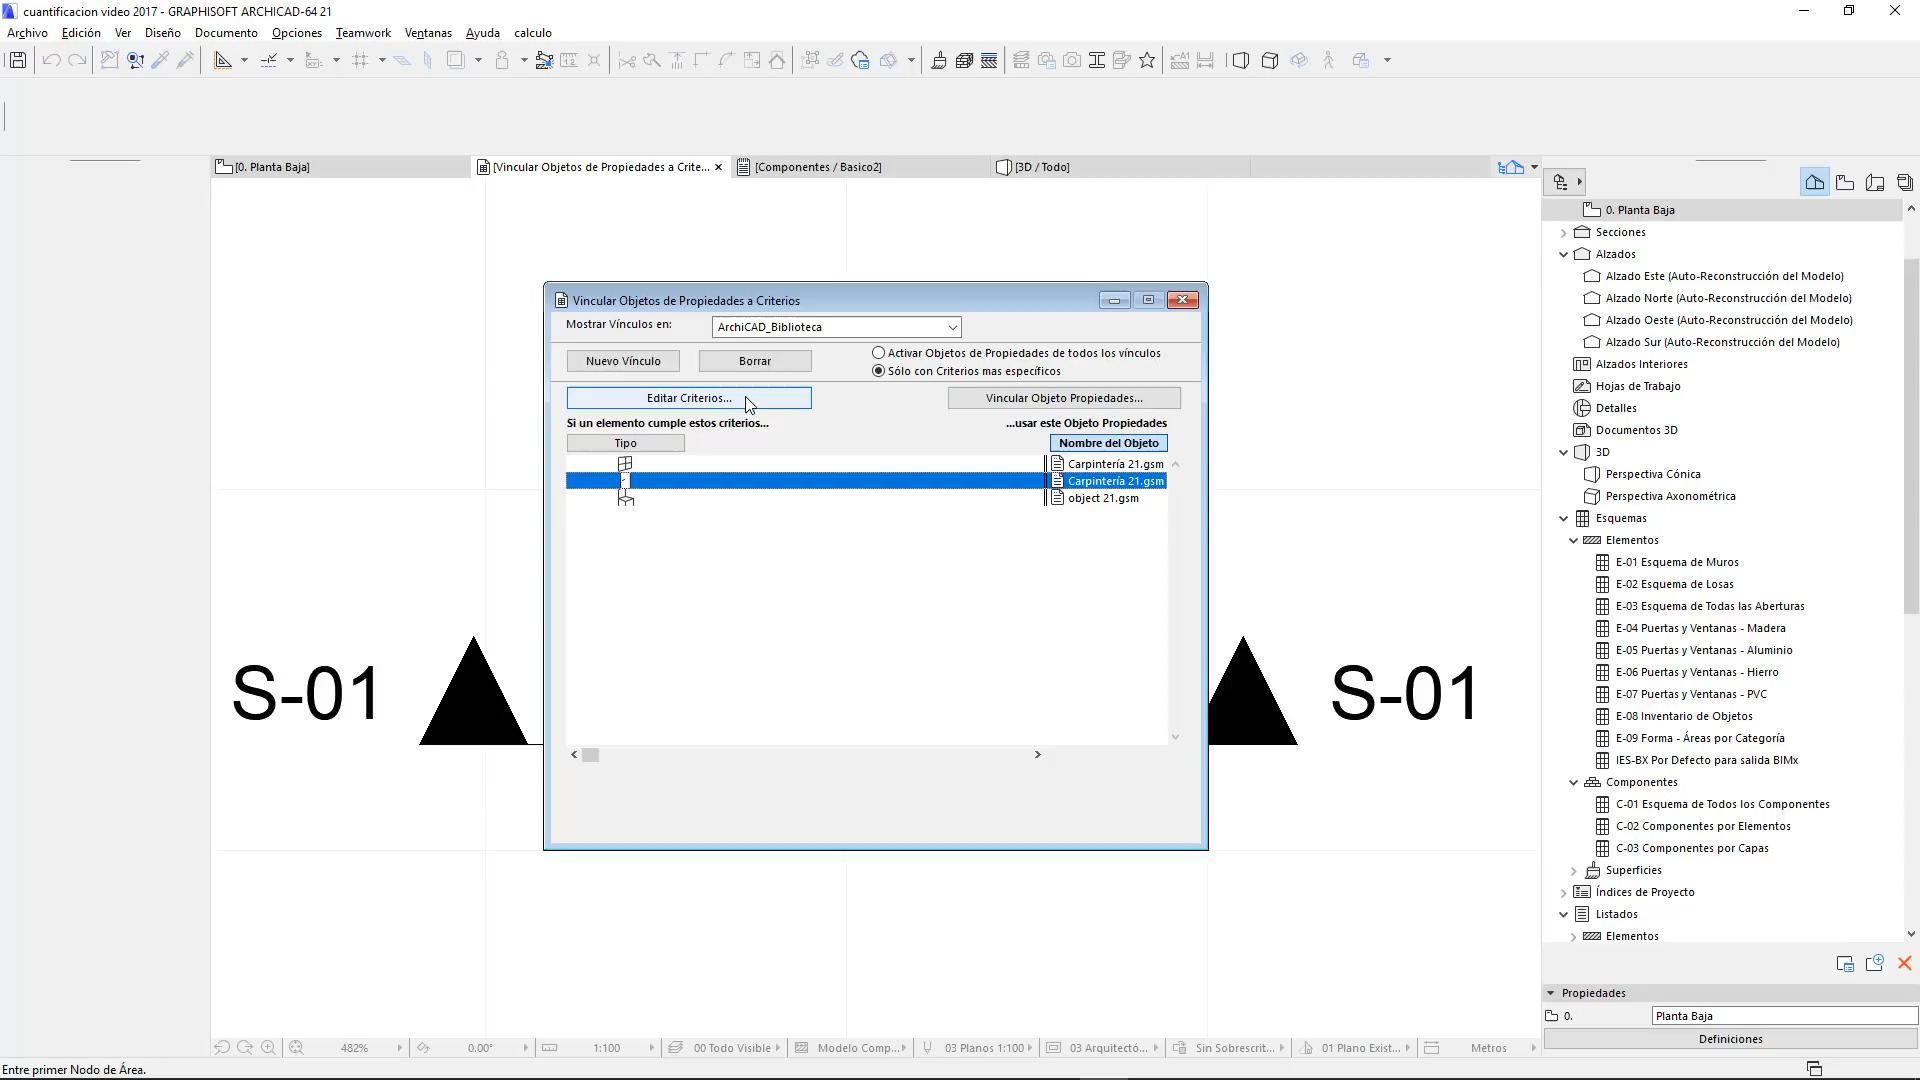 cuantificacion video 2017 - GRAPHISOFT ARCHICAD-64 21
Archivo Edición Ver Diseño Documento Opciones Teamwork Ventanas Ayuda calculo
[0. Planta Baja]
[Vincular Objetos de Propiedades a Crite...
[Componentes / Basico2]
[3D / Todo]
Vincular Objetos de Propiedades a Criterios
Mostrar Vínculos en: ArchiCAD_Biblioteca
Nuevo Vínculo Borrar
Activar Objetos de Propiedades de todos los vínculos
Sólo con Criterios mas específicos
Editar Criterios... Vincular Objeto Propiedades...
Si un elemento cumple estos criterios... ...usar este Objeto Propiedades
Tipo Nombre del Objeto
Carpintería 21.gsm
Carpintería 21.gsm
object 21.gsm
S-01
S-01
0. Planta Baja
Secciones
Alzados
Alzado Este (Auto-Reconstrucción del Modelo)
Alzado Norte (Auto-Reconstrucción del Modelo)
Alzado Oeste (Auto-Reconstrucción del Modelo)
Alzado Sur (Auto-Reconstrucción del Modelo)
Alzados Interiores
Hojas de Trabajo
Detalles
Documentos 3D
3D
Perspectiva Cónica
Perspectiva Axonométrica
Esquemas
Elementos
E-01 Esquema de Muros
E-02 Esquema de Losas
E-03 Esquema de Todas las Aberturas
E-04 Puertas y Ventanas - Madera
E-05 Puertas y Ventanas - Aluminio
E-06 Puertas y Ventanas - Hierro
E-07 Puertas y Ventanas - PVC
E-08 Inventario de Objetos
E-09 Forma - Áreas por Categoría
IES-BX Por Defecto para salida BIMx
Componentes
C-01 Esquema de Todos los Componentes
C-02 Componentes por Elementos
C-03 Componentes por Capas
Superficies
Índices de Proyecto
Listados
Elementos
Propiedades
0. Planta Baja
Definiciones
482% 0.00° 1:100 00 Todo Visible Modelo Comp... 03 Planos 1:100 03 Arquitectó... Sin Sobrescrit... 01 Plano Exist... Metros
Entre primer Nodo de Área.